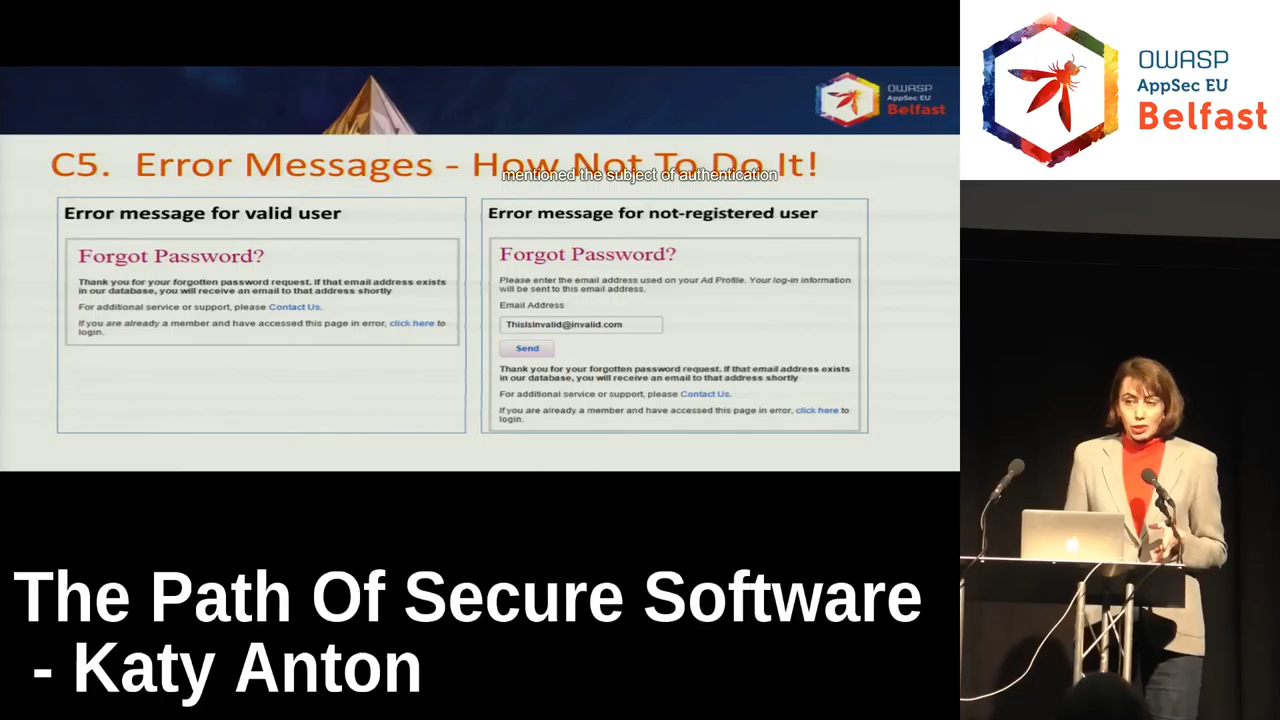 OWASP
AppSec EU
Belfast
C5. Error Messages - How Not To Do It!
mentioned the subject of authentication
Error message for valid user
Forgot Password?
Thank you for your forgotten password request. If that email address exists
in our database, you will receive an email to that address shortly
For additional service or support, please Contact Us.
If you are already a member and have accessed this page in error, click here to
login.
Error message for not-registered user
Forgot Password?
Please enter the email address used on your Ad Profile. Your log-in information
will be sent to this email address.
Email Address
ThisisInvalid@invalid.com
Send
Thank you for your forgotten password request. If that email address exists
in our database, you will receive an email to that address shortly
For additional service or support, please Contact Us.
If you are already a member and have accessed this page in error, click here to
login.
OWASP
AppSec EU
Belfast
The Path Of Secure Software
- Katy Anton